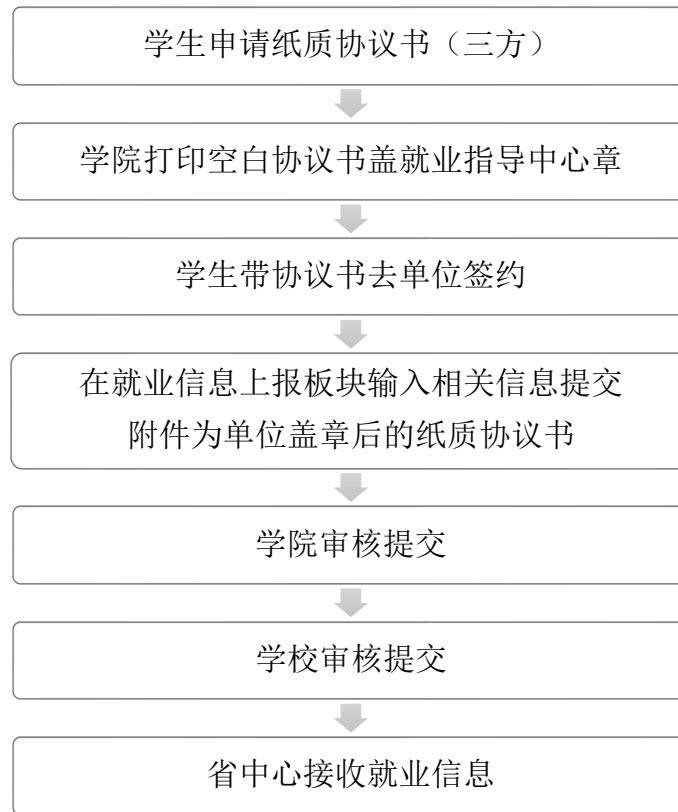 学生申请纸质协议书（三方）
学院打印空白协议书盖就业指导中心章
学生带协议书去单位签约
在就业信息上报板块输入相关信息提交
附件为单位盖章后的纸质协议书
学院审核提交
学校审核提交
省中心接收就业信息